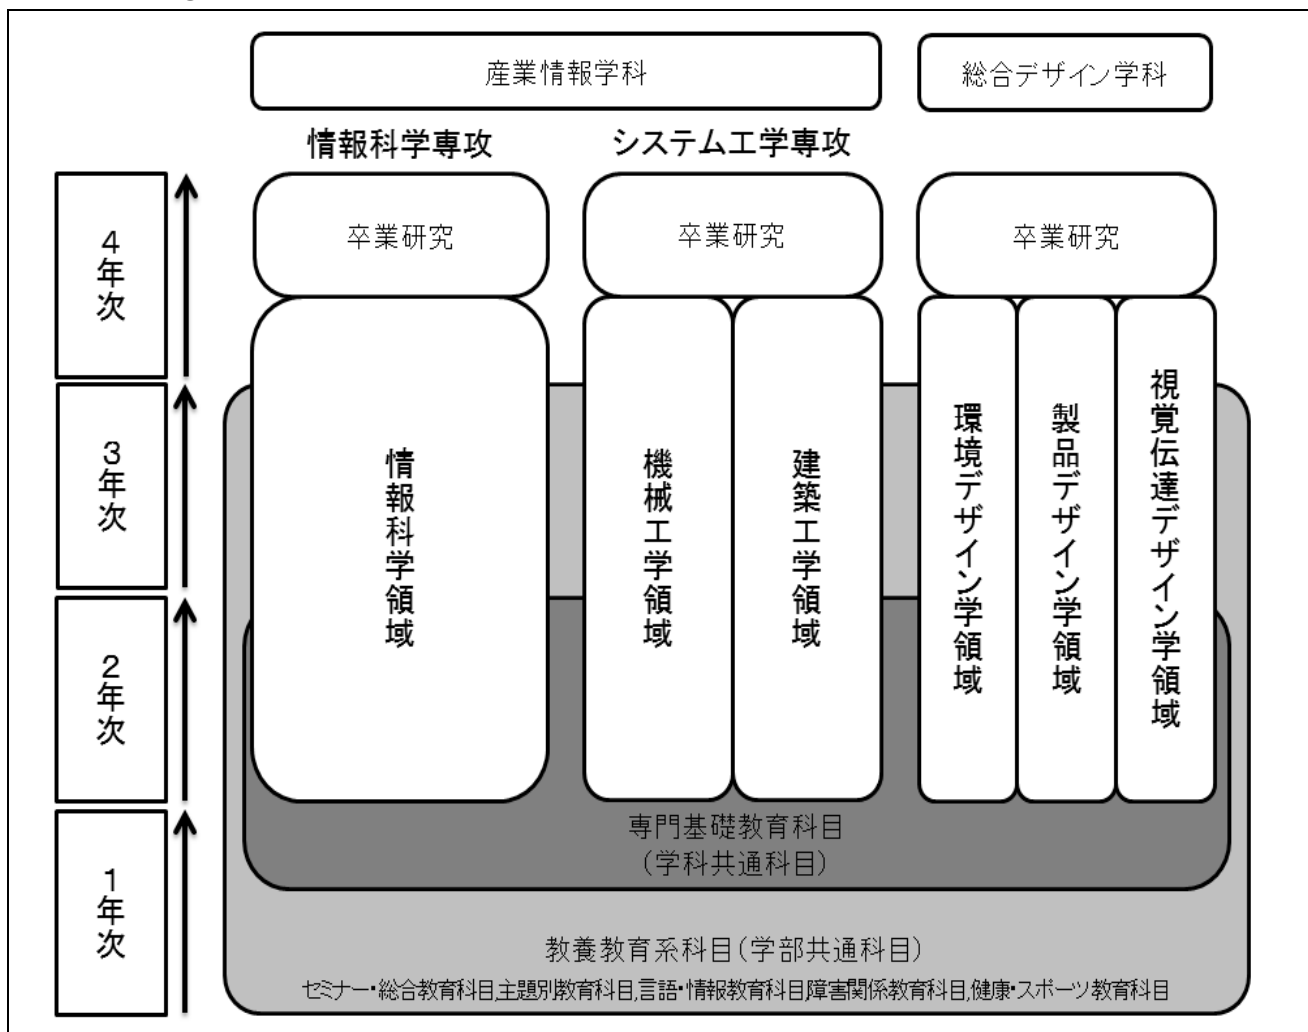 産業情報学科
総合デザイン学科
情報科学専攻
システム工学専攻
4年次
卒業研究
卒業研究
卒業研究
3年次
情報科学領域
機械工学領域
建築工学領域
環境デザイン学領域
製品デザイン学領域
視覚伝達デザイン学領域
2年次
専門基礎教育科目
(学科共通科目)
1年次
教養教育系科目(学部共通科目)
セミナー・総合教育科目,主題別教育科目,言語・情報教育科目,障害関係教育科目,健康・スポーツ教育科目